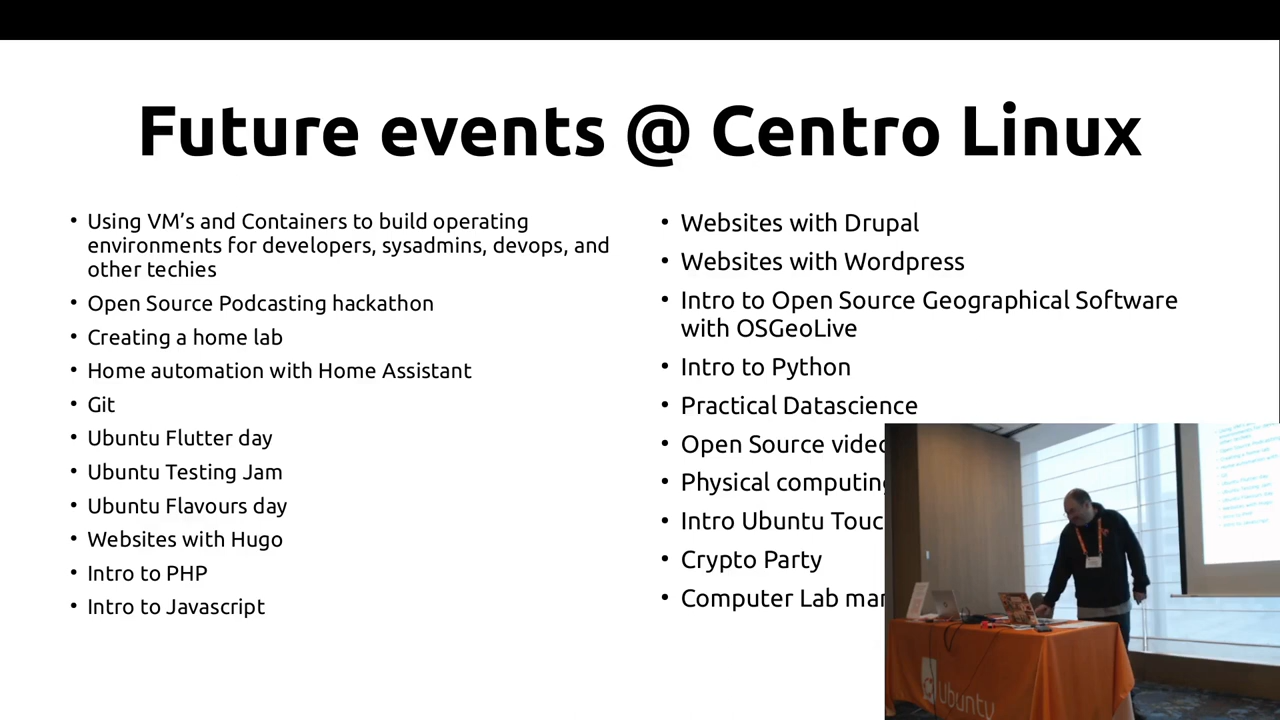 Future events @ Centro Linux
• Using VM’s and Containers to build operating
environments for developers, sysadmins, devops, and
other techies
• Open Source Podcasting hackathon
• Creating a home lab
• Home automation with Home Assistant
• Git
• Ubuntu Flutter day
• Ubuntu Testing Jam
• Ubuntu Flavours day
• Websites with Hugo
• Intro to PHP
• Intro to Javascript
• Websites with Drupal
• Websites with Wordpress
• Intro to Open Source Geographical Software
with OSGeoLive
• Intro to Python
• Practical Datascience
• Open Source
• Physical computing
• Intro Ubuntu
• Crypto Party
• Computer Lab
Ubuntu